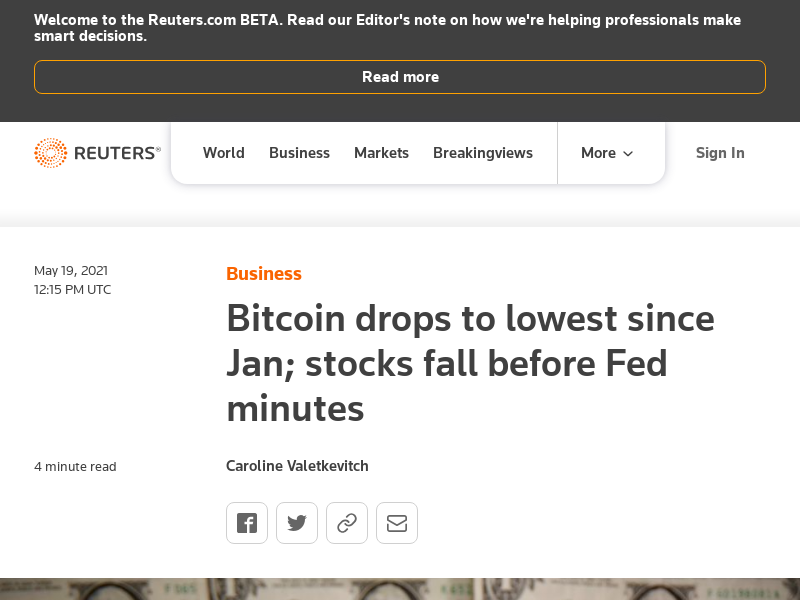 Welcome to the Reuters.com BETA. Read our Editor's note on how we're helping professionals make
smart decisions.
Read more
REUTERS®
World
Business
Markets
Breakingviews
More
Sign In
May 19, 2021
12:15 PM UTC
Business
Bitcoin drops to lowest since
Jan; stocks fall before Fed
minutes
4 minute read
Caroline Valetkevitch